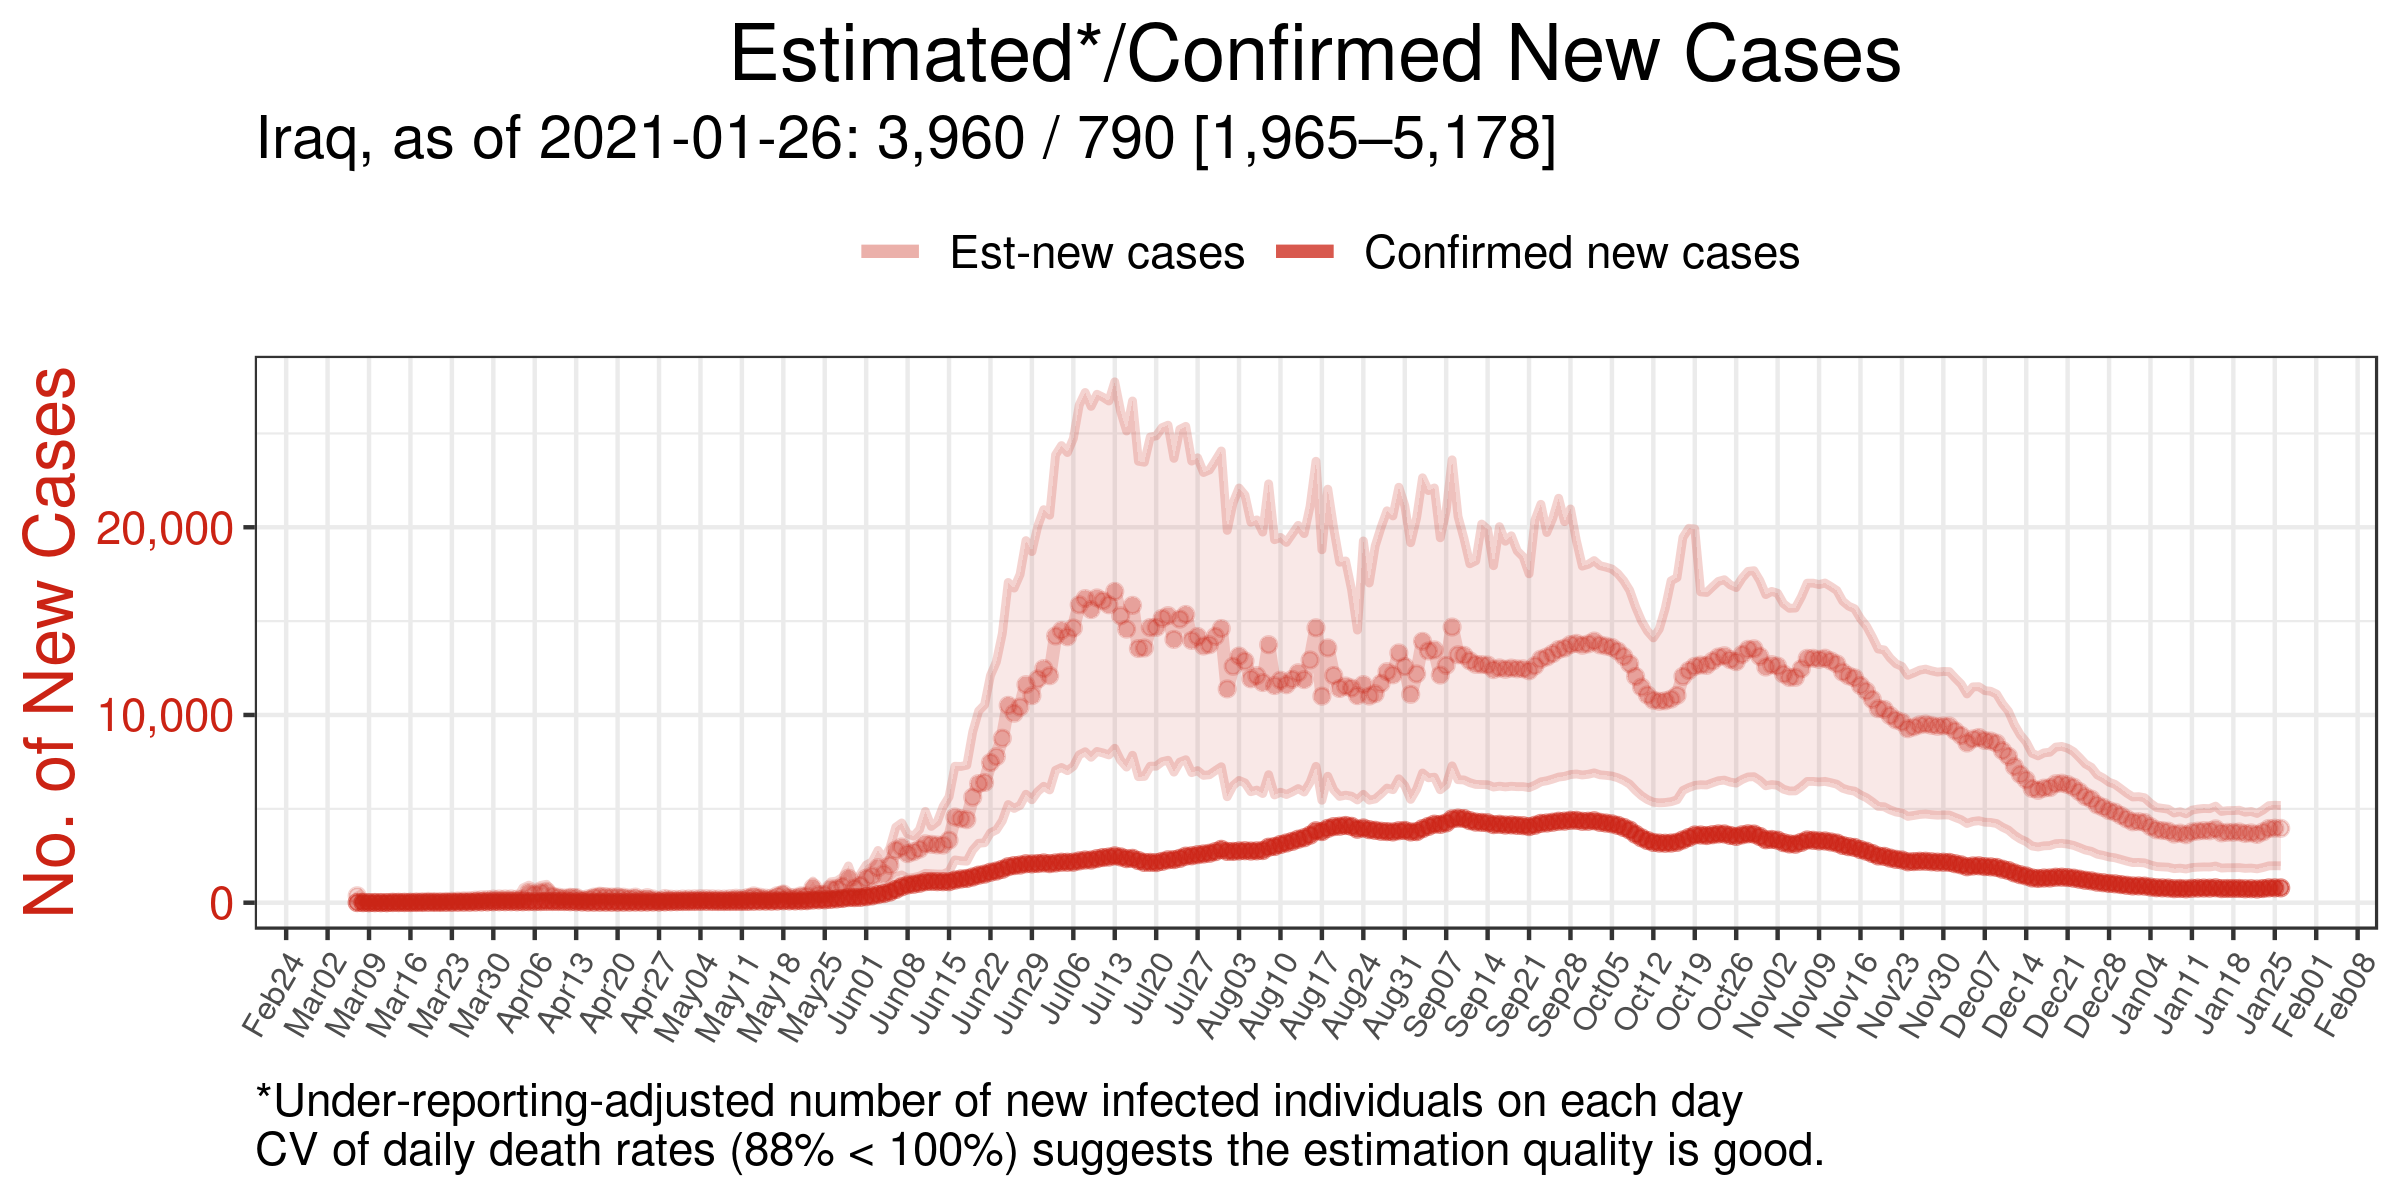 Estimated*/Confirmed New Cases
Iraq, as of 2021-01-26: 3,960 / 790 [1,965–5,178]
Est-new cases
Confirmed new cases
No. of New Cases
20,000
10,000
0
Feb24
Mar02
Mar09
Mar16
Mar23
Mar30
Apr06
Apr13
Apr20
Apr27
May04
May11
May18
May25
Jun01
Jun08
Jun15
Jun22
Jun29
Jul06
Jul13
Jul20
Jul27
Aug03
Aug10
Aug17
Aug24
Aug31
Sep07
Sep14
Sep21
Sep28
Oct05
Oct12
Oct19
Oct26
Nov02
Nov09
Nov16
Nov23
Nov30
Dec07
Dec14
Dec21
Dec28
Jan04
Jan11
Jan18
Jan25
Feb01
Feb08
*Under-reporting-adjusted number of new infected individuals on each day
CV of daily death rates (88% < 100%) suggests the estimation quality is good.